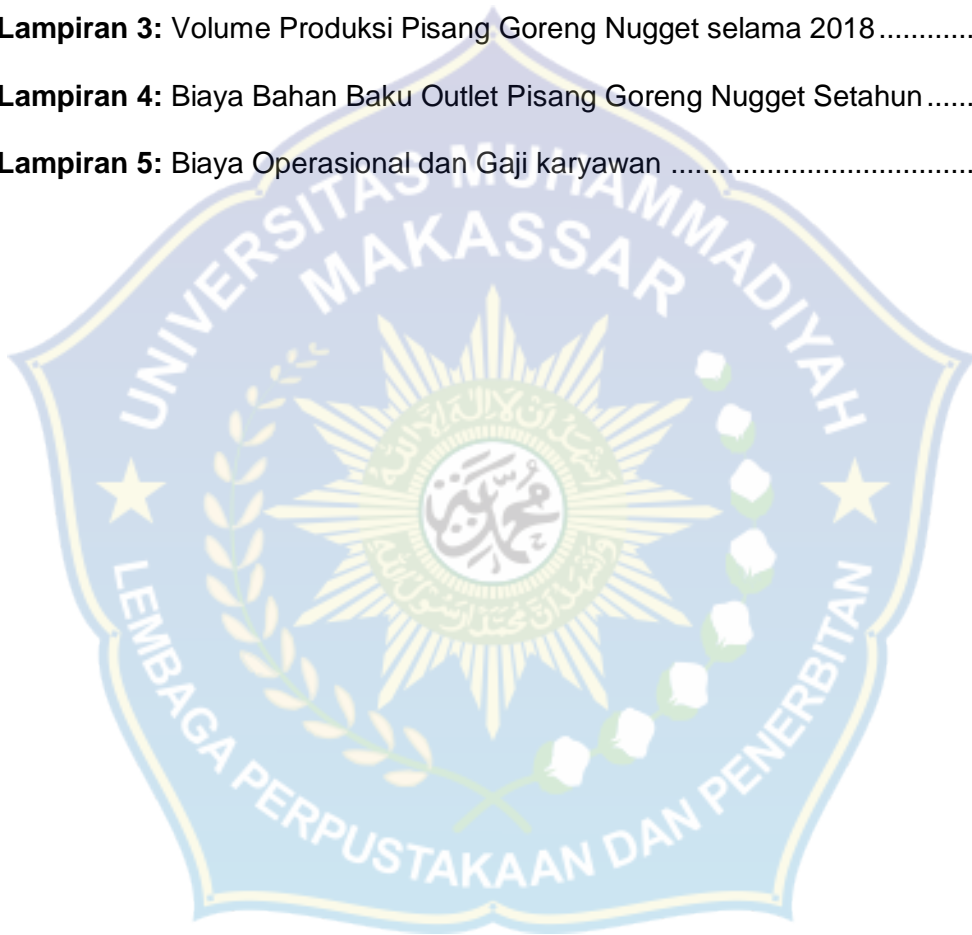 Lampiran 3: Volume Produksi Pisang Goreng Nugget selama 2018............
Lampiran 4: Biaya Bahan Baku Outlet Pisang Goreng Nugget Setahun......
Lampiran 5: Biaya Operasional dan Gaji karyawan ....................................
UNIVERSITAS MUHAMMADIYAH
MAKASSAR
LEMBAGA PERPUSTAKAAN DAN PENERBITAN